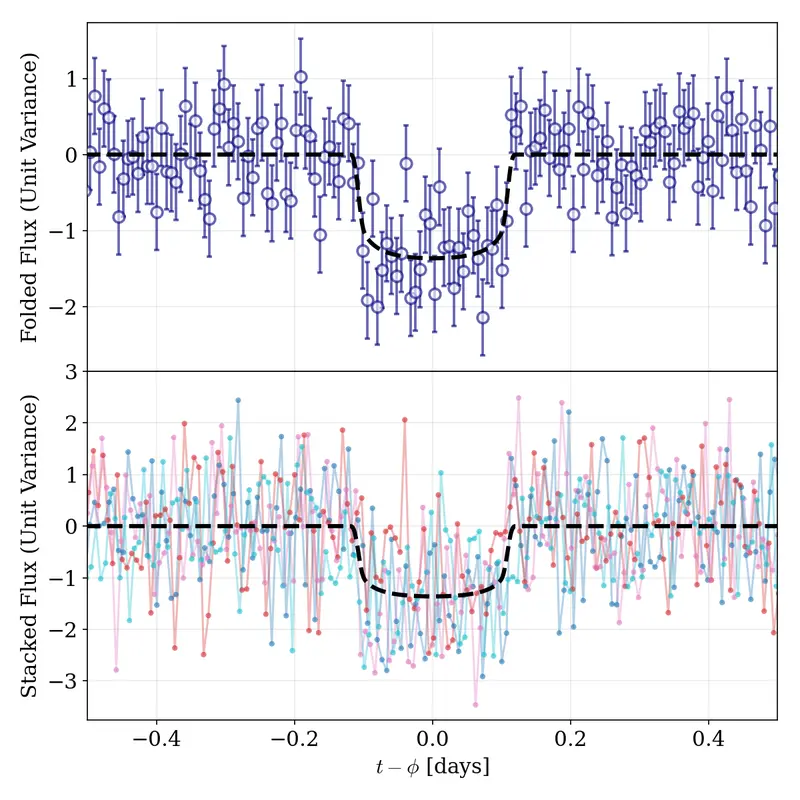 Folded Flux (Unit Variance)
1
0
−1
−2
Stacked Flux (Unit Variance)
3
2
1
0
−1
−2
−3
−0.4 −0.2 0.0 0.2 0.4
t − ϕ [days]